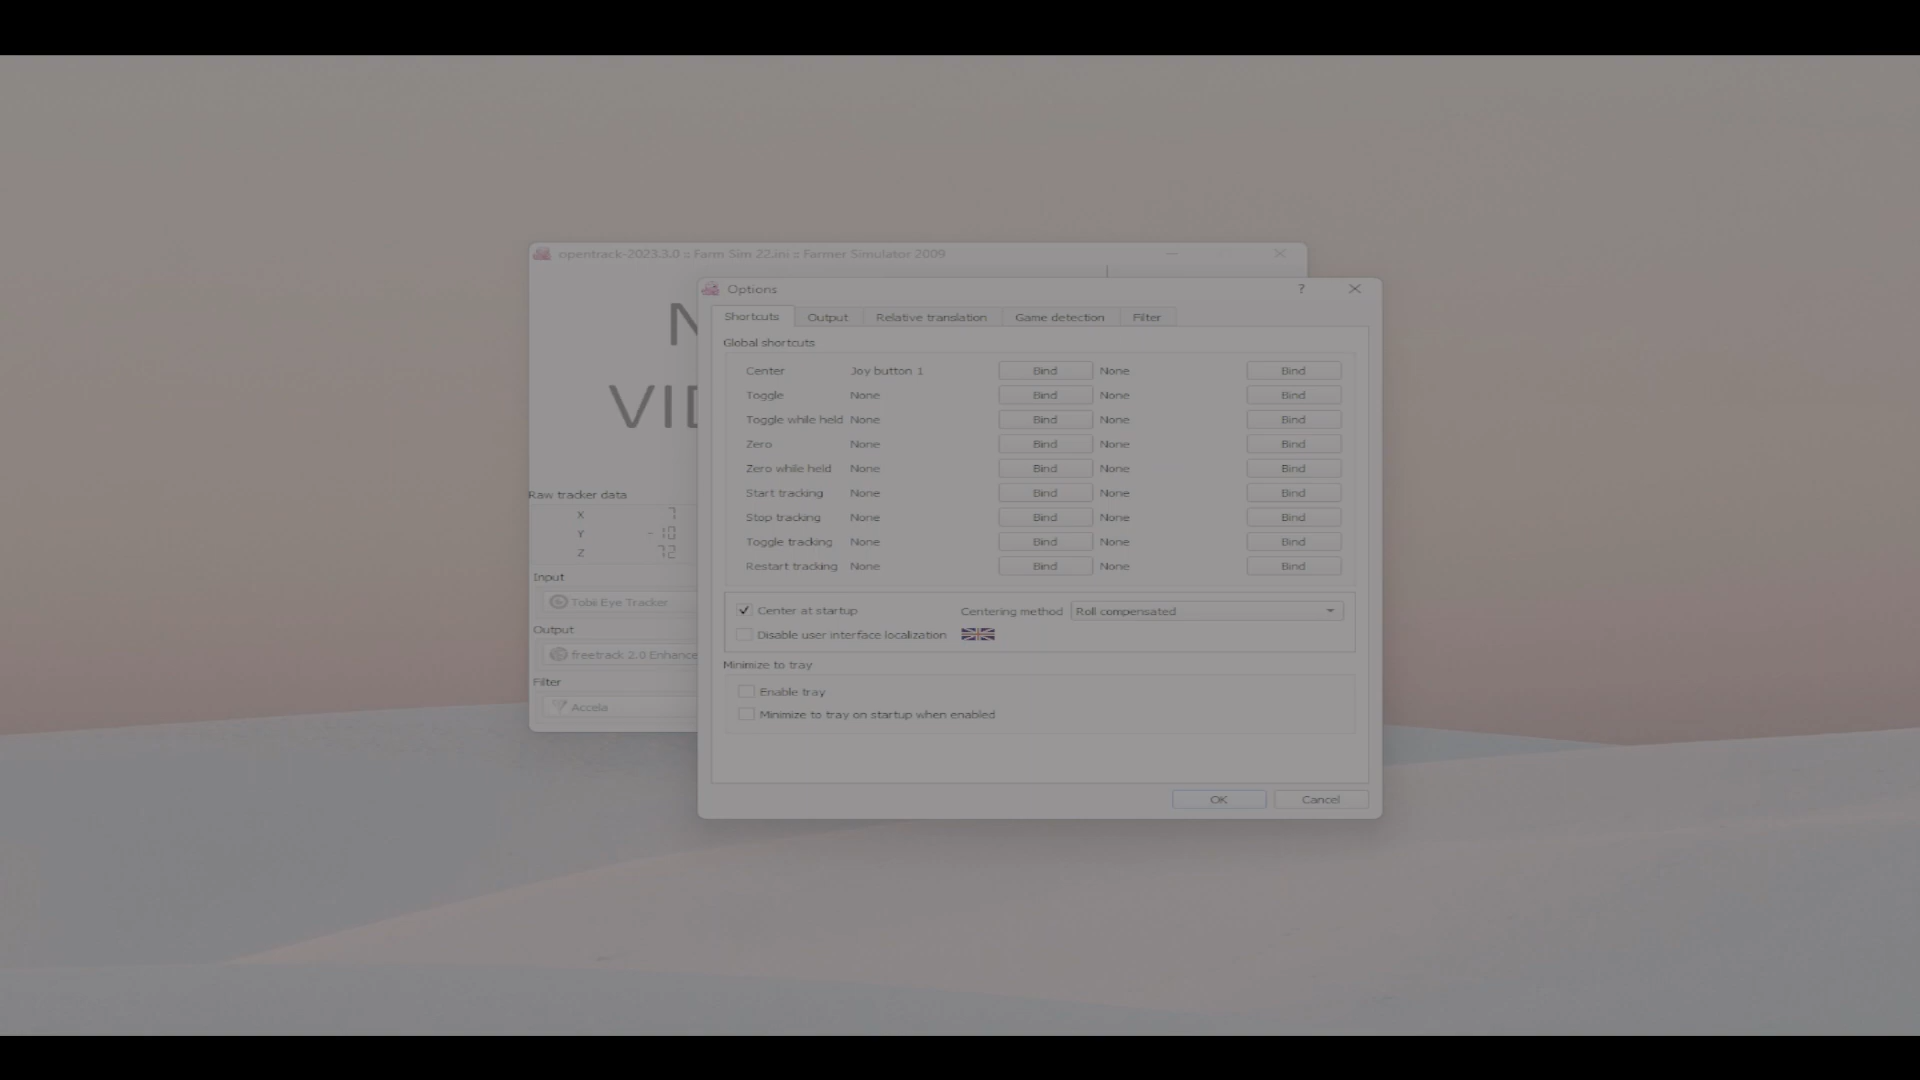 opentrack-2023.3.0 :: Farm Sim 22.ini :: Farmer Simulator 2009
Raw tracker data
X 7
Y -10
Z 72
Input
Tobii Eye Tracker
Output
freetrack 2.0 Enhance
Filter
Accela
Options
?
Shortcuts Output Relative translation Game detection Filter
Global shortcuts
Center Joy button 1 Bind None Bind
Toggle None Bind None Bind
Toggle while held None Bind None Bind
Zero None Bind None Bind
Zero while held None Bind None Bind
Start tracking None Bind None Bind
Stop tracking None Bind None Bind
Toggle tracking None Bind None Bind
Restart tracking None Bind None Bind
Center at startup Centering method Roll compensated
Disable user interface localization
Minimize to tray
Enable tray
Minimize to tray on startup when enabled
OK Cancel